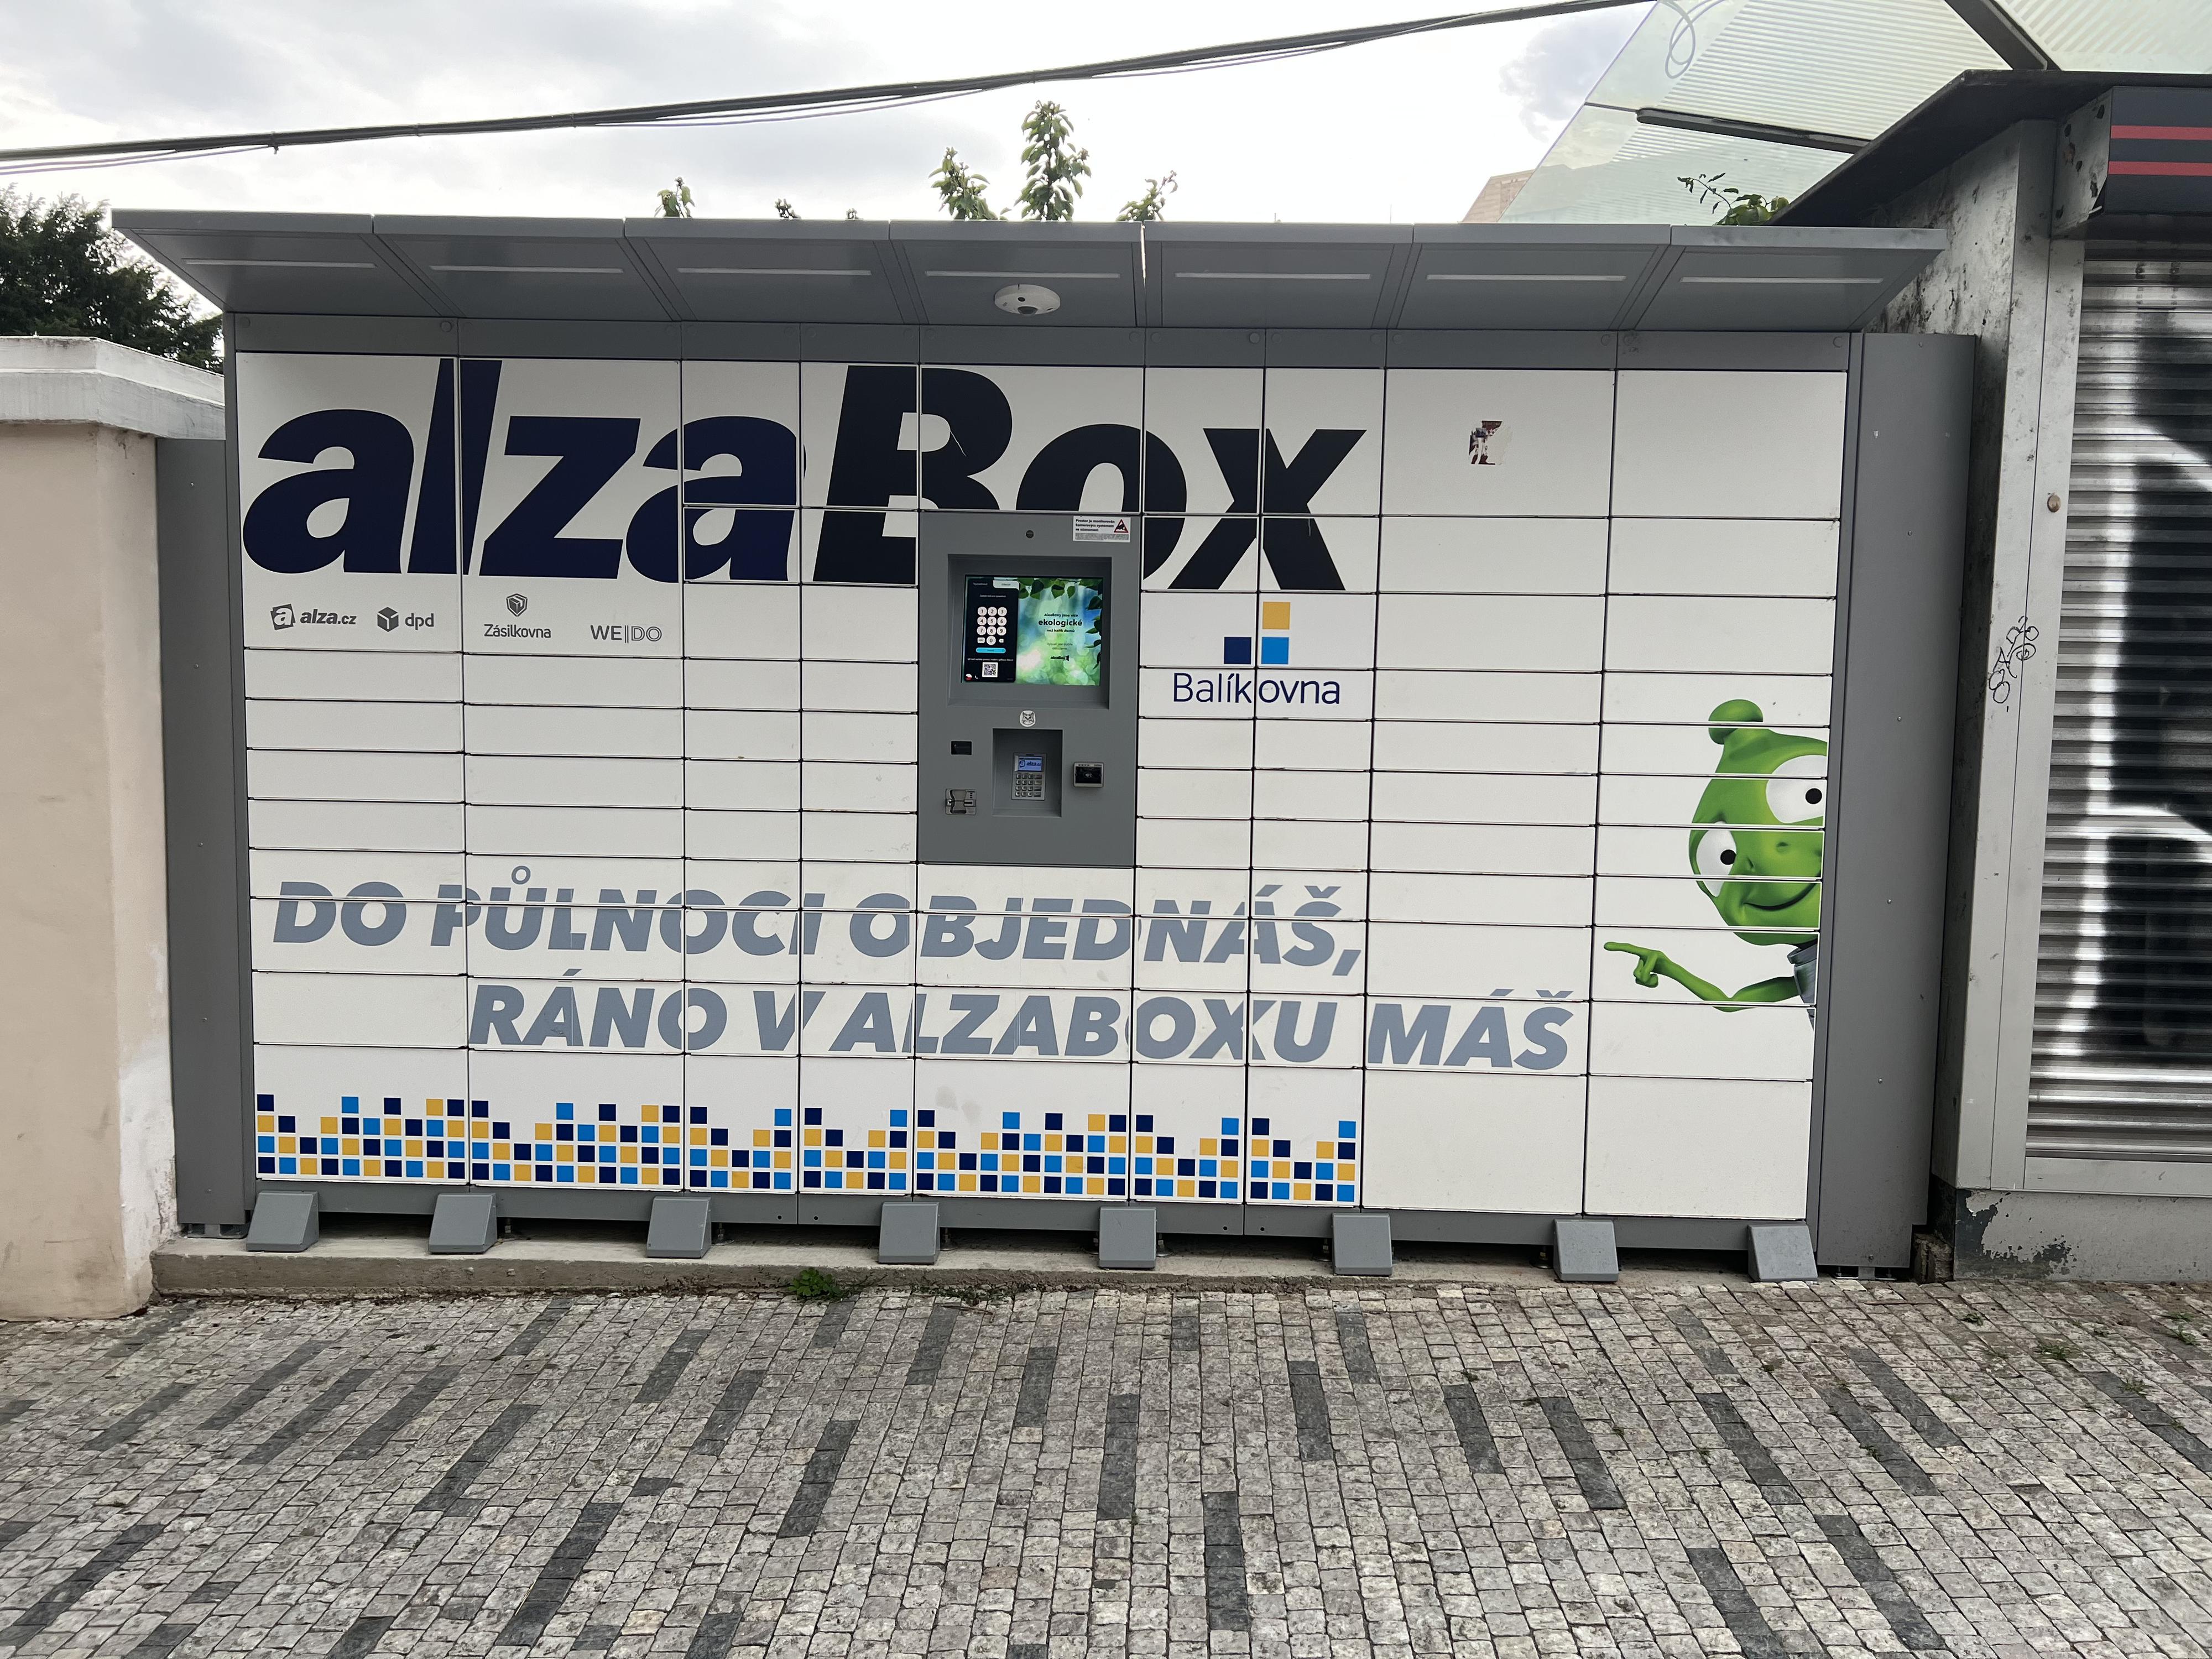 alzaBox
alza.cz
dpd
Zásilkovna
WE|DO
ekologické
Balíkovna
DO PŮLNOCI OBJEDNÁŠ,
RÁNO V ALZABOXU MÁŠ